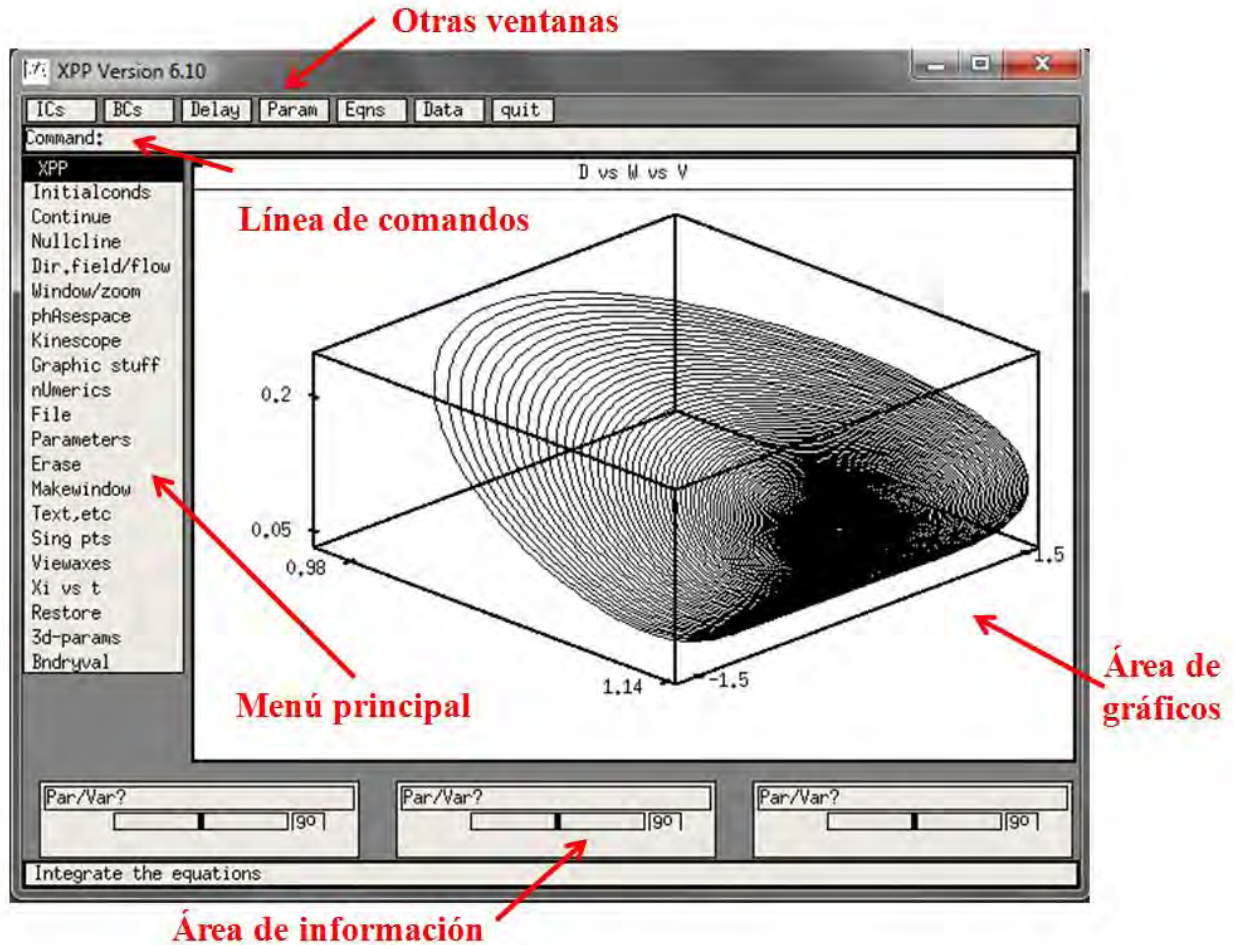 Otras ventanas
XPP Version 6.10
ICs BCs Delay Param Eqns Data quit
Command:
XPP
Initialconds
Continue
Nullcline
Dir.field/flow
Window/zoom
phAsespace
Kinescope
Graphic stuff
nUmerics
File
Parameters
Erase
Makewindow
Text,etc
Sing pts
Viewaxes
Xi vs t
Restore
3d-params
Bndryval
D vs W vs V
Línea de comandos
0.2
0.05
0.98
1.5
1.14
-1.5
Menú principal
Área de
gráficos
Par/Var?
Par/Var?
Par/Var?
Integrate the equations
Área de información